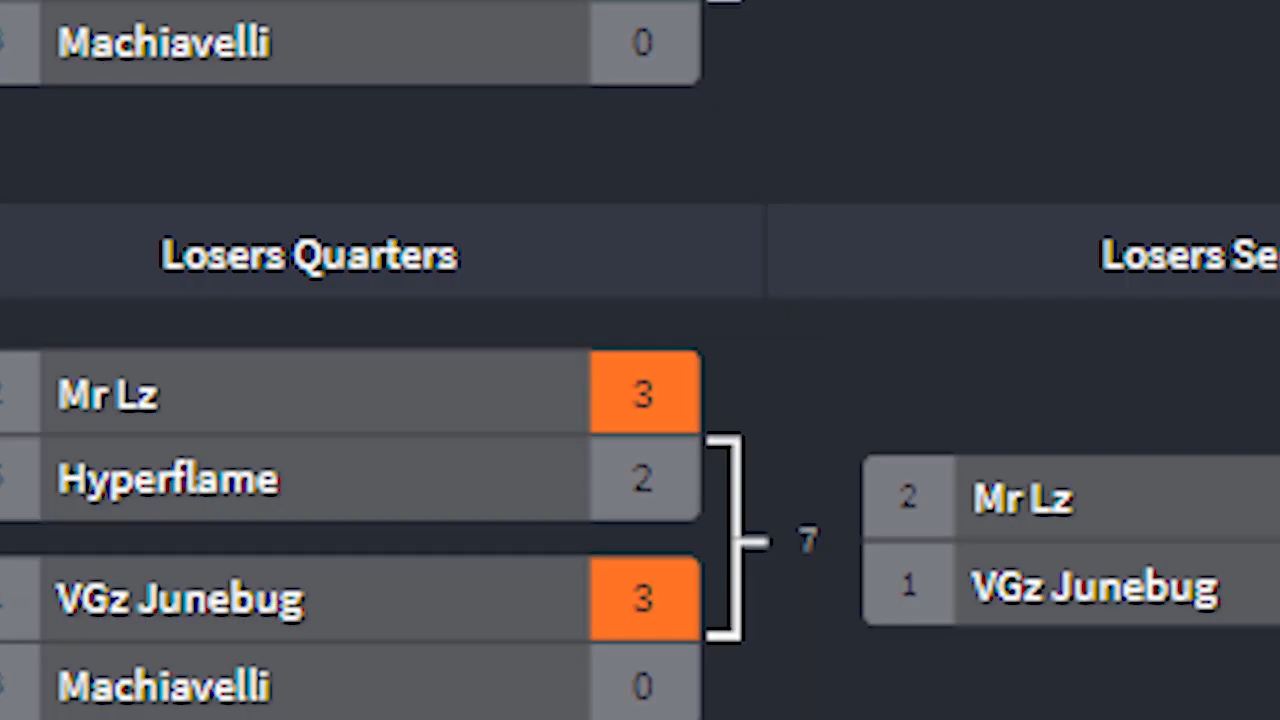 Machiavelli 0
Losers Quarters Losers Se
Mr Lz 3
Hyperflame 2
2 Mr Lz
7
VGz Junebug 3
1 VGz Junebug
Machiavelli 0